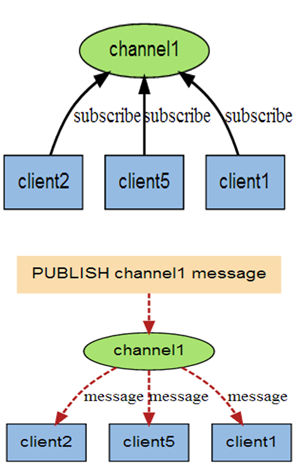 channel1
subscribe subscribe subscribe
client2 client5 client1
PUBLISH channel1 message
channel1
message message message
client2 client5 client1